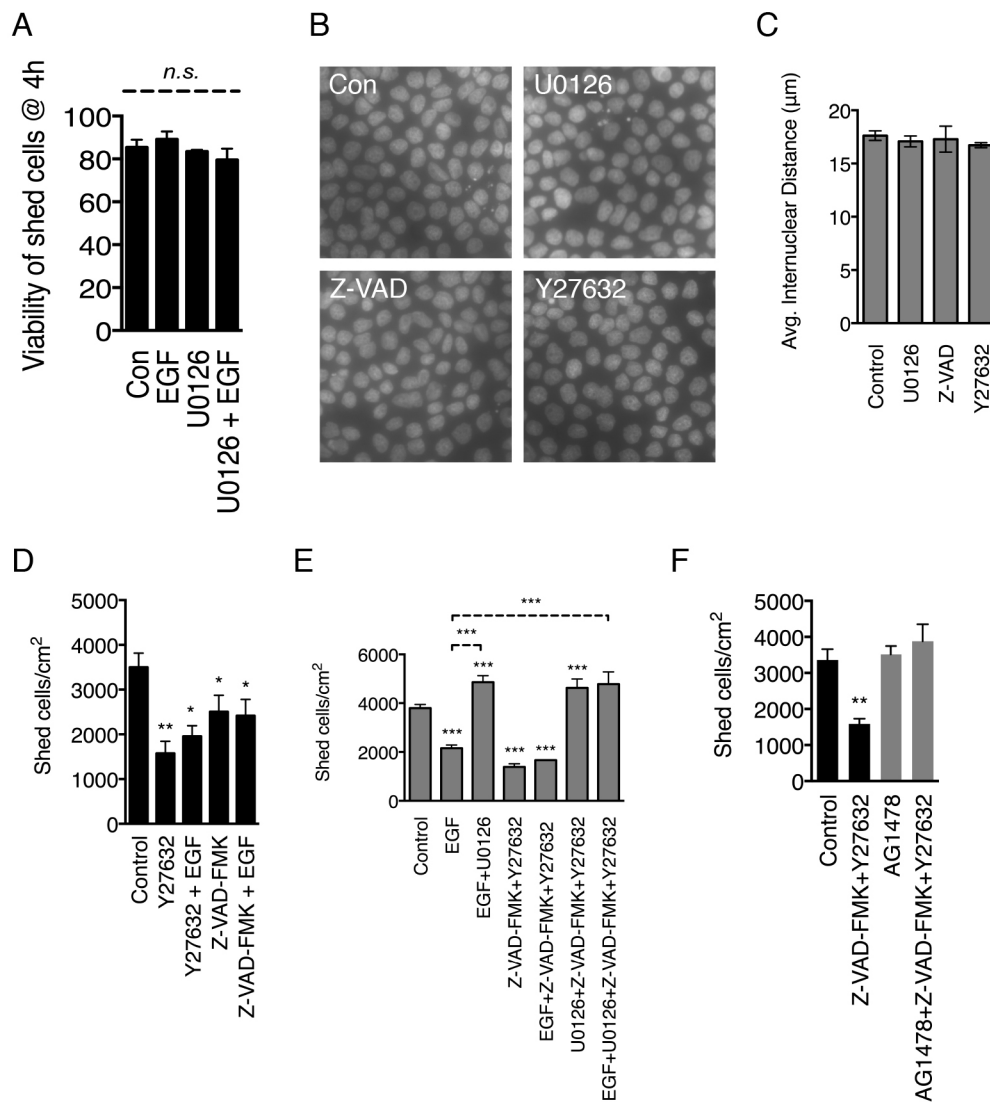 A
n.s.
Viability of shed cells @ 4h
100
80
60
40
20
0
Con
EGF
U0126
U0126 + EGF
B
Con
U0126
Z-VAD
Y27632
C
Avg. Internuclear Distance (µm)
20
15
10
5
0
Control
U0126
Z-VAD
Y27632
D
Shed cells/cm2
5000
4000
3000
2000
1000
0
**
*
*
*
Control
Y27632
Y27632 + EGF
Z-VAD-FMK
Z-VAD-FMK + EGF
E
Shed cells/cm2
6000
4000
2000
0
***
***
***
***
***
***
***
Control
EGF
EGF+U0126
Z-VAD-FMK+Y27632
EGF+Z-VAD-FMK+Y27632
U0126+Z-VAD-FMK+Y27632
EGF+U0126+Z-VAD-FMK+Y27632
F
Shed cells/cm2
5000
4000
3000
2000
1000
0
**
Control
Z-VAD-FMK+Y27632
AG1478
AG1478+Z-VAD-FMK+Y27632